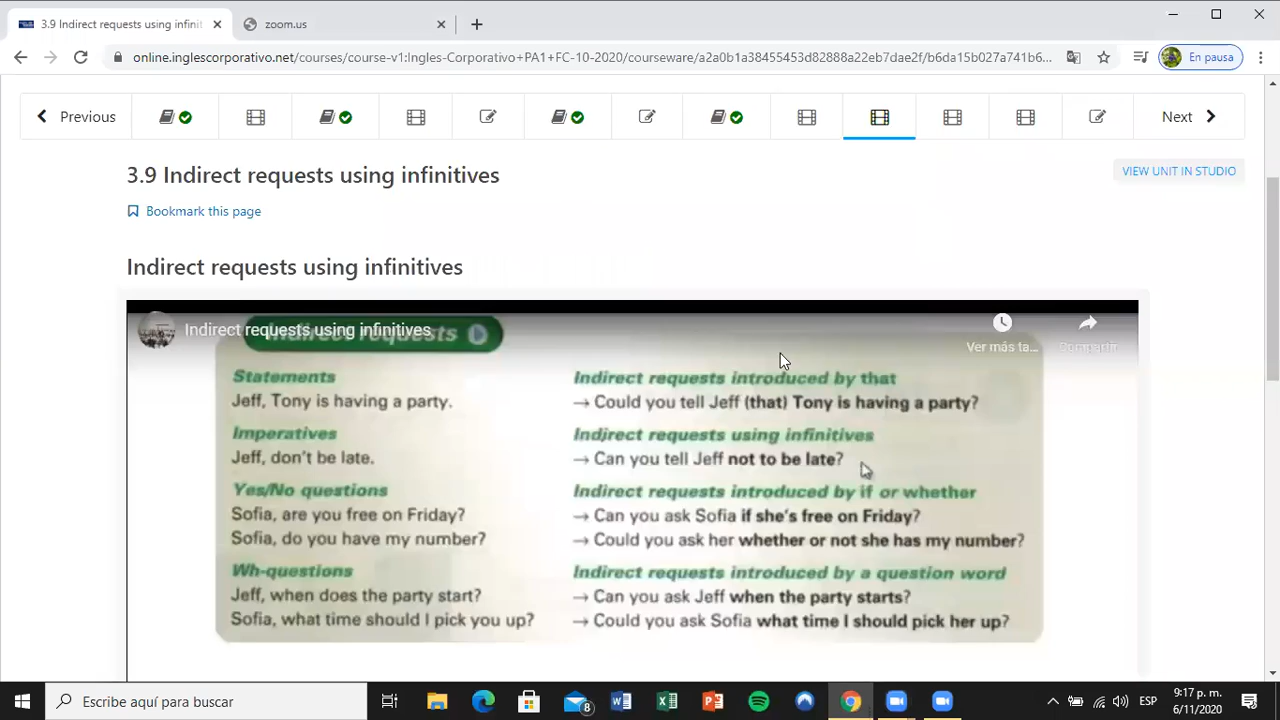 3.9 Indirect requests using infinit
zoom.us
online.inglescorporativo.net/courses/course-v1:Ingles-Corporativo+PA1+FC-10-2020/courseware/a2a0b1a38455453d82888a22eb7dae2f/b6da15b027a741b6...
En pausa
Previous
Next
3.9 Indirect requests using infinitives
VIEW UNIT IN STUDIO
Bookmark this page
Indirect requests using infinitives
Indirect requests using infinitives
Indirect requests
Ver más ta...
Compartir
Statements
Indirect requests introduced by that
Jeff, Tony is having a party.
→ Could you tell Jeff (that) Tony is having a party?
Imperatives
Indirect requests using infinitives
Jeff, don't be late.
→ Can you tell Jeff not to be late?
Yes/No questions
Indirect requests introduced by if or whether
Sofia, are you free on Friday?
→ Can you ask Sofia if she's free on Friday?
Sofia, do you have my number?
→ Could you ask her whether or not she has my number?
Wh-questions
Indirect requests introduced by a question word
Jeff, when does the party start?
→ Can you ask Jeff when the party starts?
Sofia, what time should I pick you up?
→ Could you ask Sofia what time I should pick her up?
Escribe aquí para buscar
8
ESP
9:17 p. m.
6/11/2020